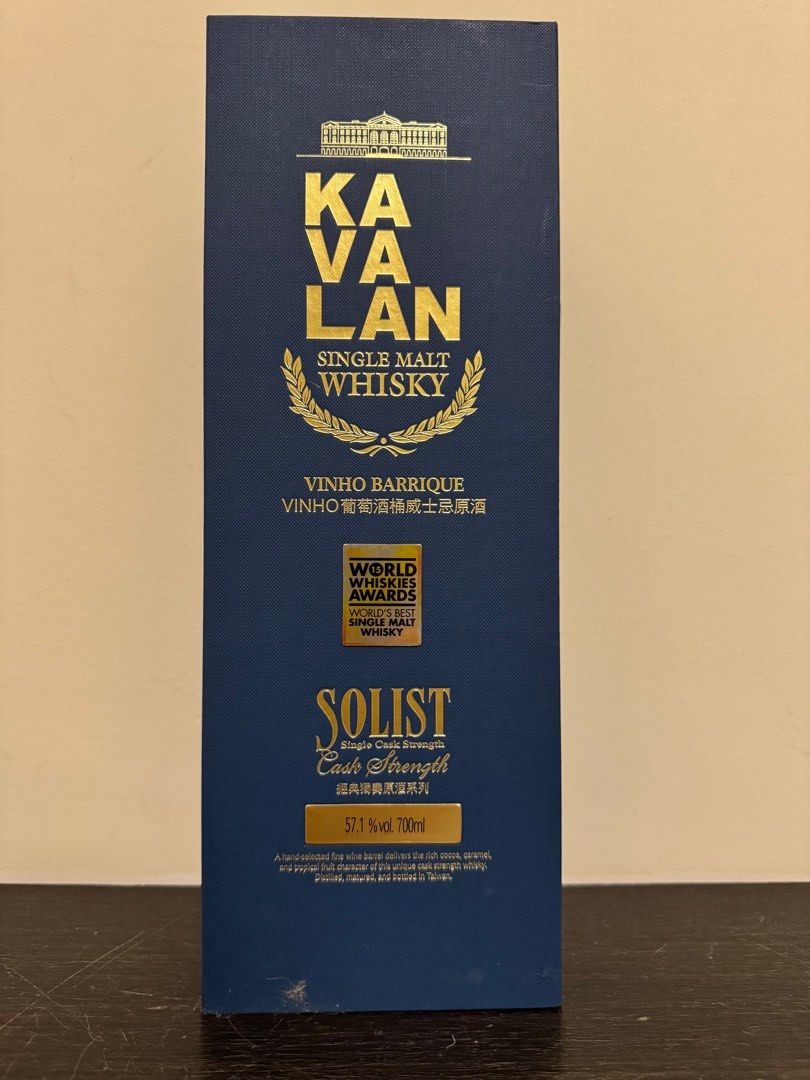 KA
VA
LAN
SINGLE MALT
WHISKY
VINHO BARRIQUE
VINHO葡萄酒桶威士忌原酒
W15RLD
WHISKIES
AWARDS
WORLD'S BEST
SINGLE MALT
WHISKY
SOLIST
Single Cask Strength
Cask Strength
經典獨奏原酒系列
57.1 %vol. 700ml
A hand-selected fine wine barrel delivers the rich cocoa, caramel,
and tropical fruit character of this unique cask strength whisky.
Distilled, matured, and bottled in Taiwan.